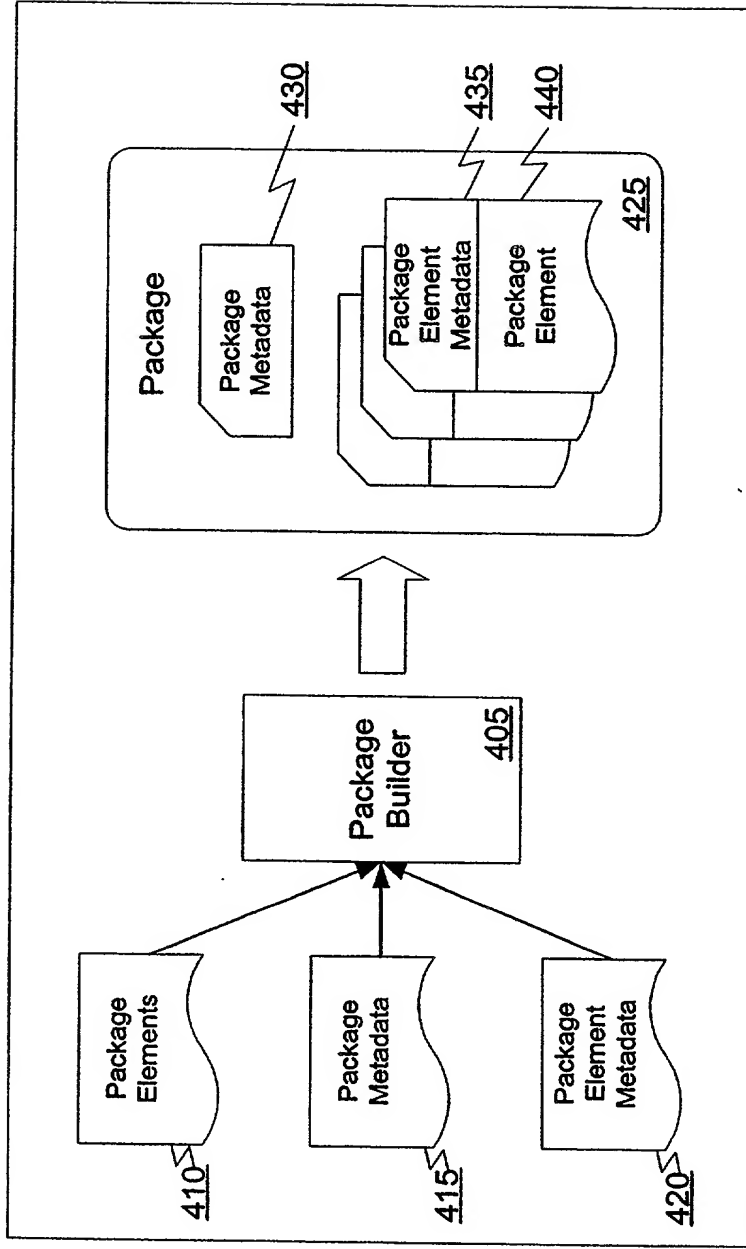 410
Package
Elements
415
Package
Metadata
420
Package
Element
Metadata
Package
Builder
405
Package
Package
Metadata
430
Package
Element
Metadata
435
Package
Element
440
425